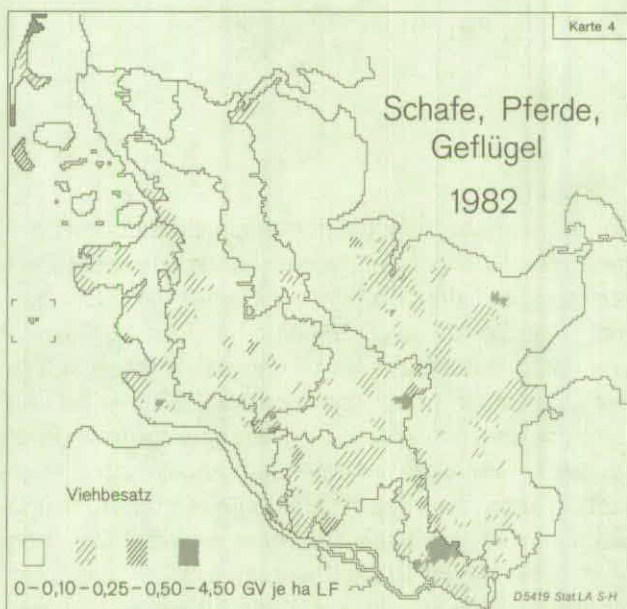 Karte 4
Schafe, Pferde,
Geflügel
1982
Viehbesatz
0–0,10–0,25–0,50–4,50 GV je ha LF
D5419 Stat LA S-H